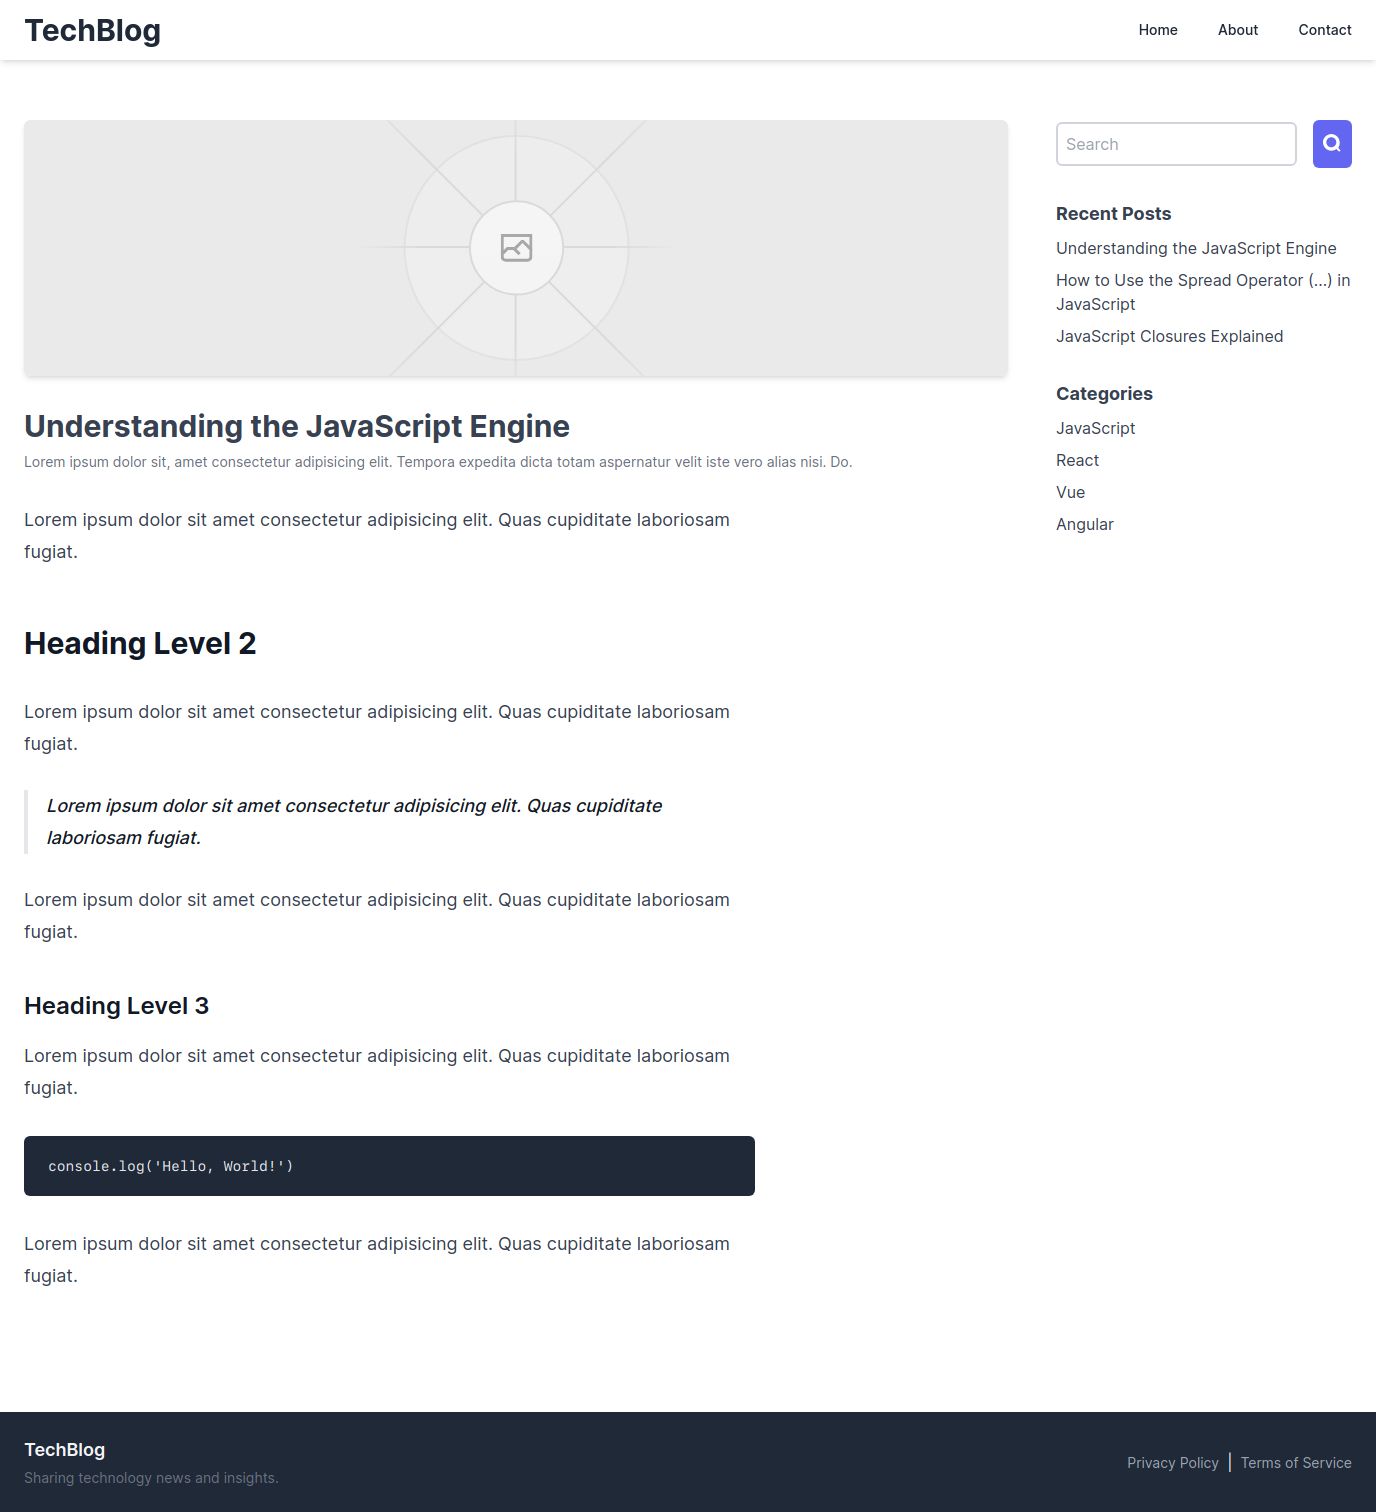 TechBlog
Home About Contact
Understanding the JavaScript Engine
Lorem ipsum dolor sit, amet consectetur adipisicing elit. Tempora expedita dicta totam aspernatur velit iste vero alias nisi. Do.
Lorem ipsum dolor sit amet consectetur adipisicing elit. Quas cupiditate laboriosam
fugiat.
Heading Level 2
Lorem ipsum dolor sit amet consectetur adipisicing elit. Quas cupiditate laboriosam
fugiat.
Lorem ipsum dolor sit amet consectetur adipisicing elit. Quas cupiditate
laboriosam fugiat.
Lorem ipsum dolor sit amet consectetur adipisicing elit. Quas cupiditate laboriosam
fugiat.
Heading Level 3
Lorem ipsum dolor sit amet consectetur adipisicing elit. Quas cupiditate laboriosam
fugiat.
console.log('Hello, World!')
Lorem ipsum dolor sit amet consectetur adipisicing elit. Quas cupiditate laboriosam
fugiat.
Search
Recent Posts
Understanding the JavaScript Engine
How to Use the Spread Operator (...) in
JavaScript
JavaScript Closures Explained
Categories
JavaScript
React
Vue
Angular
TechBlog
Sharing technology news and insights.
Privacy Policy | Terms of Service